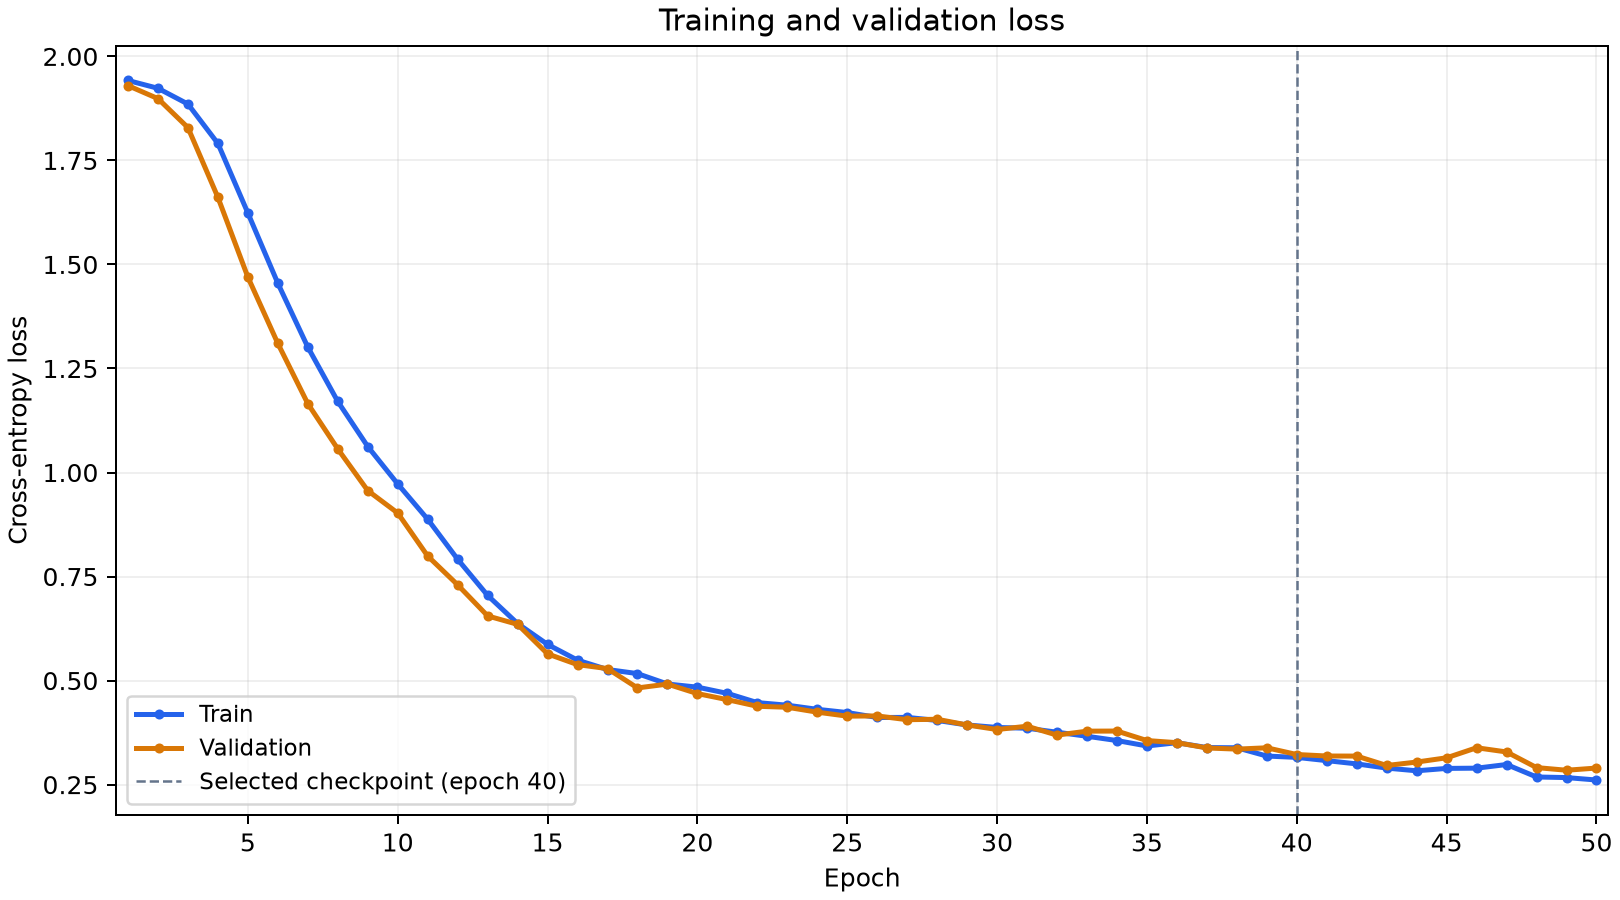 Training and validation loss
Cross-entropy loss
2.00
1.75
1.50
1.25
1.00
0.75
0.50
0.25
Train
Validation
Selected checkpoint (epoch 40)
5 10 15 20 25 30 35 40 45 50
Epoch